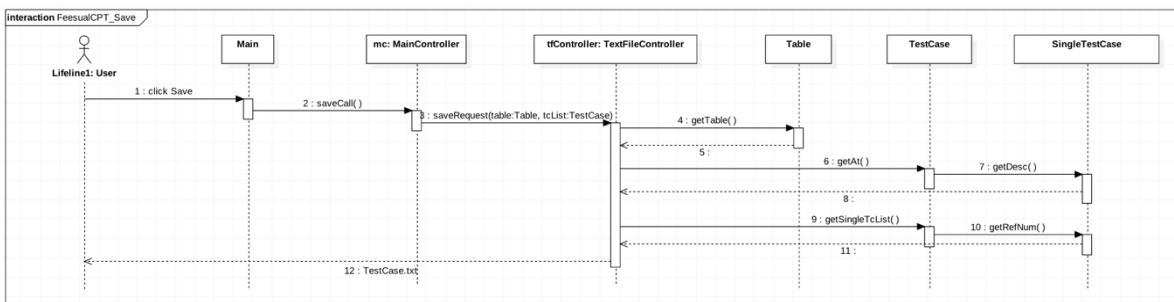 interaction FeesualCPT_Save
Main
mc: MainController
tfController: TextFileController
Table
TestCase
SingleTestCase
Lifeline1: User
1 : click Save
2 : saveCall( )
3 : saveRequest(table:Table, tcList:TestCase)
4 : getTable( )
5 :
6 : getAt( )
7 : getDesc( )
8 :
9 : getSingleTcList( )
10 : getRefNum( )
11 :
12 : TestCase.txt